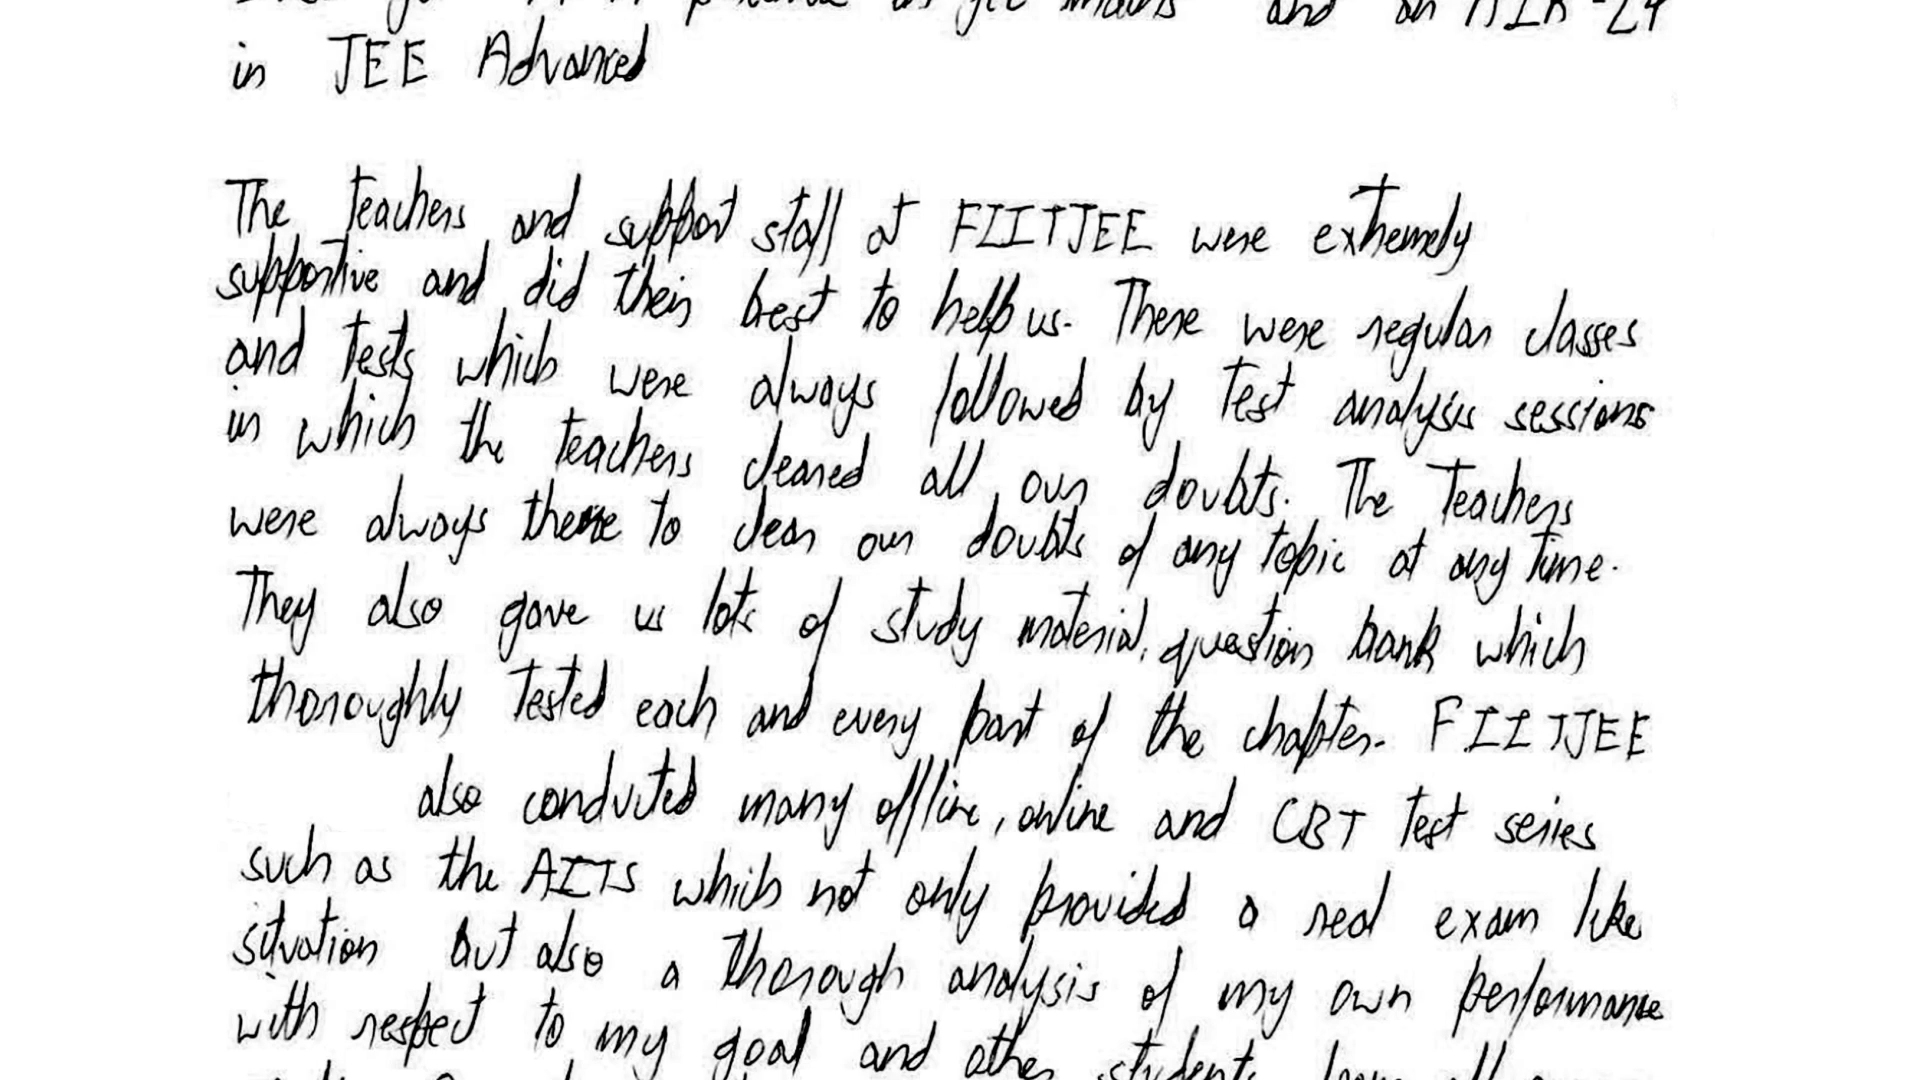 and an AIR-24
in JEE Advanced
The teachers and support staff at FIITJEE were extremely
supportive and did their best to help us. There were regular classes
and tests which were always followed by test analysis sessions
in which the teachers cleared all our doubts. The teachers
were always there to clear our doubts of any topic at any time.
They also gave us lots of study material, question bank which
thoroughly tested each and every part of the chapter. FIITJEE
also conducted many offline, online and CBT test series
such as the AITS which not only provided a real exam like
situation but also a thorough analysis of my own performance
with respect to my goal and other students from all